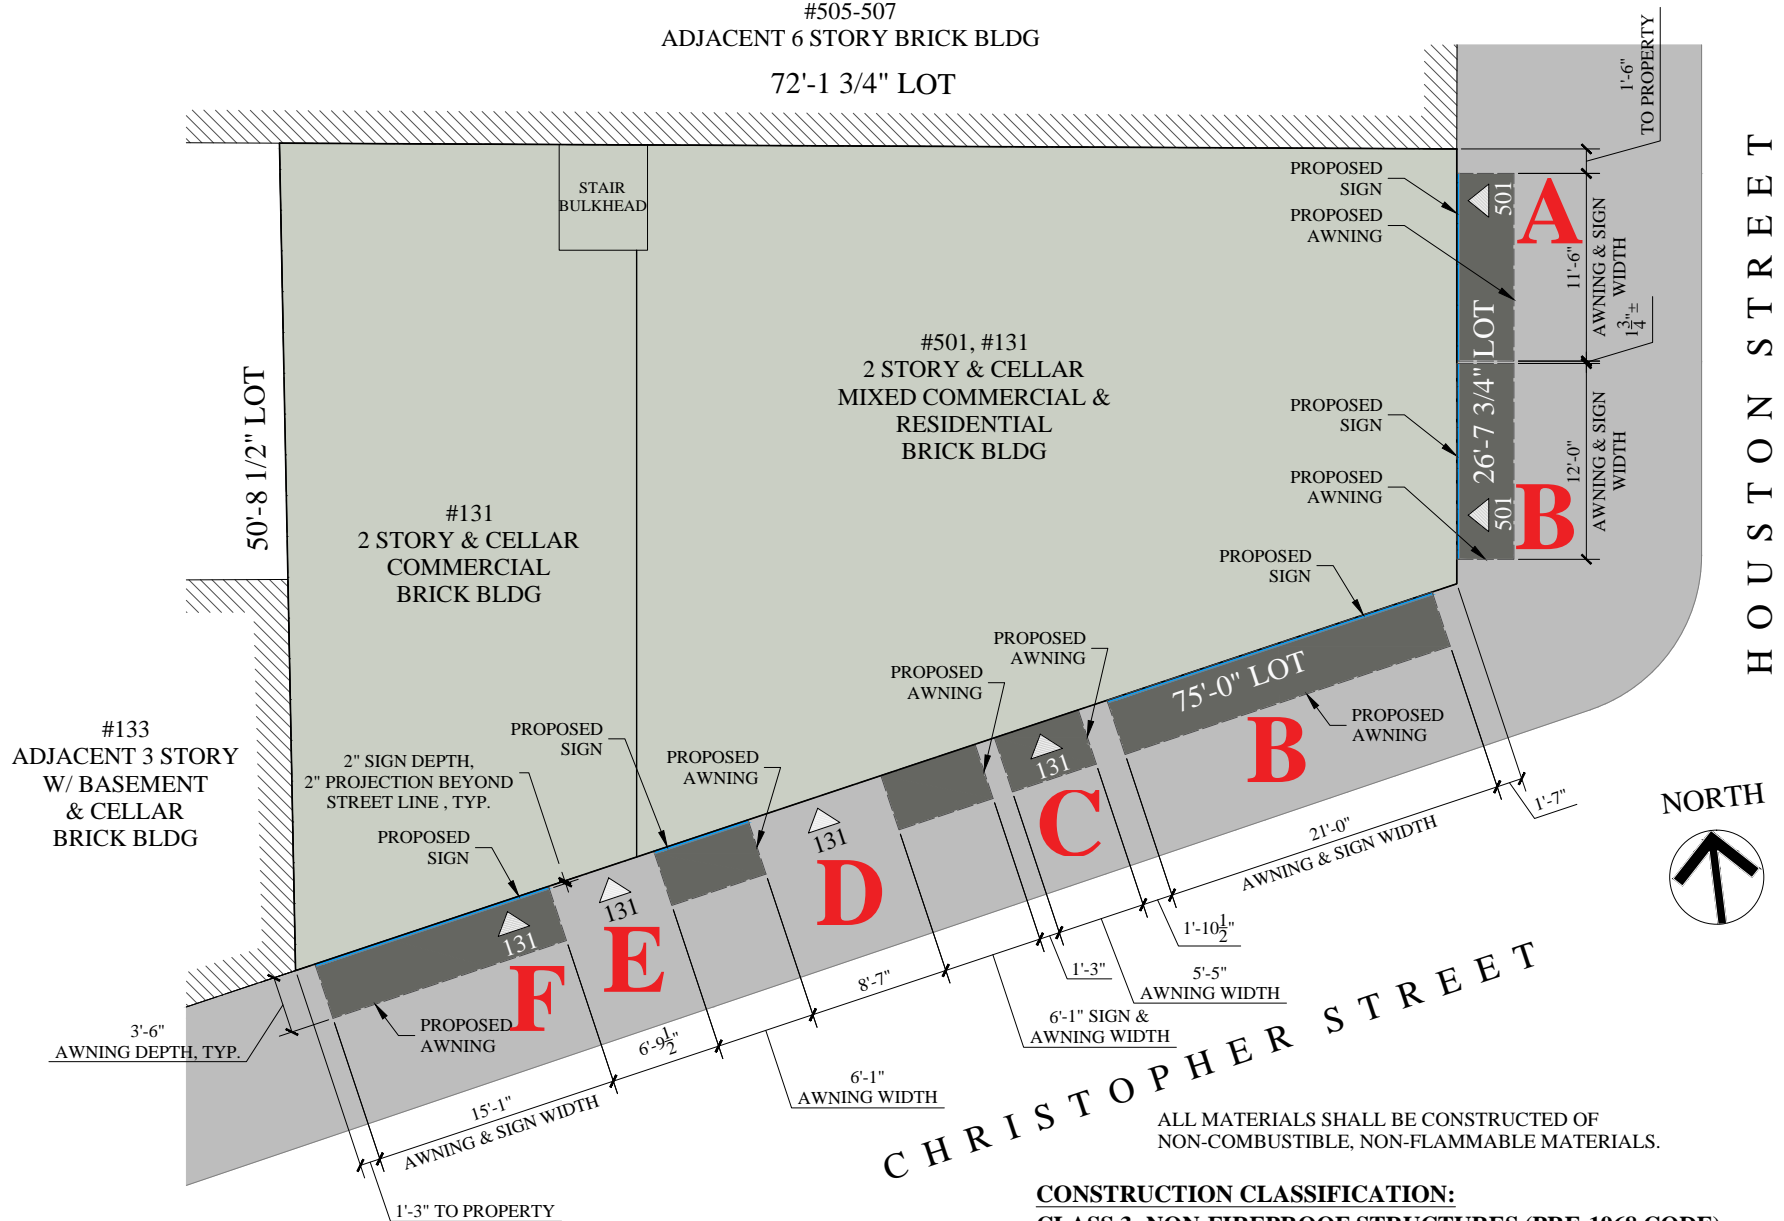 #505-507
ADJACENT 6 STORY BRICK BLDG
72'-1 3/4" LOT
1'-6"
TO PROPERTY
STAIR
BULKHEAD
PROPOSED
SIGN
PROPOSED
AWNING
501
A
11'-6"
AWNING & SIGN
WIDTH
1 3/4"±
HOUSTON STREET
#501, #131
2 STORY & CELLAR
MIXED COMMERCIAL &
RESIDENTIAL
BRICK BLDG
26'-7 3/4" LOT
PROPOSED
SIGN
PROPOSED
AWNING
501
B
12'-0"
AWNING & SIGN
WIDTH
50'-8 1/2" LOT
#131
2 STORY & CELLAR
COMMERCIAL
BRICK BLDG
PROPOSED
SIGN
PROPOSED
AWNING
PROPOSED
AWNING
75'-0" LOT
PROPOSED
AWNING
B
#133
ADJACENT 3 STORY
W/ BASEMENT
& CELLAR
BRICK BLDG
2" SIGN DEPTH,
2" PROJECTION BEYOND
STREET LINE , TYP.
PROPOSED
SIGN
PROPOSED
AWNING
PROPOSED
SIGN
131
C
131
D
131
E
131
F
PROPOSED
AWNING
3'-6"
AWNING DEPTH, TYP.
1'-7"
21'-0"
AWNING & SIGN WIDTH
1'-10 1/2"
5'-5"
AWNING WIDTH
1'-3"
6'-1" SIGN &
AWNING WIDTH
8'-7"
6'-1"
AWNING WIDTH
6'-9 1/2"
15'-1"
AWNING & SIGN WIDTH
1'-3" TO PROPERTY
NORTH
CHRISTOPHER STREET
ALL MATERIALS SHALL BE CONSTRUCTED OF
NON-COMBUSTIBLE, NON-FLAMMABLE MATERIALS.
CONSTRUCTION CLASSIFICATION:
CLASS 3: NON-FIREPROOF STRUCTURES (PRE-1968 CODE)